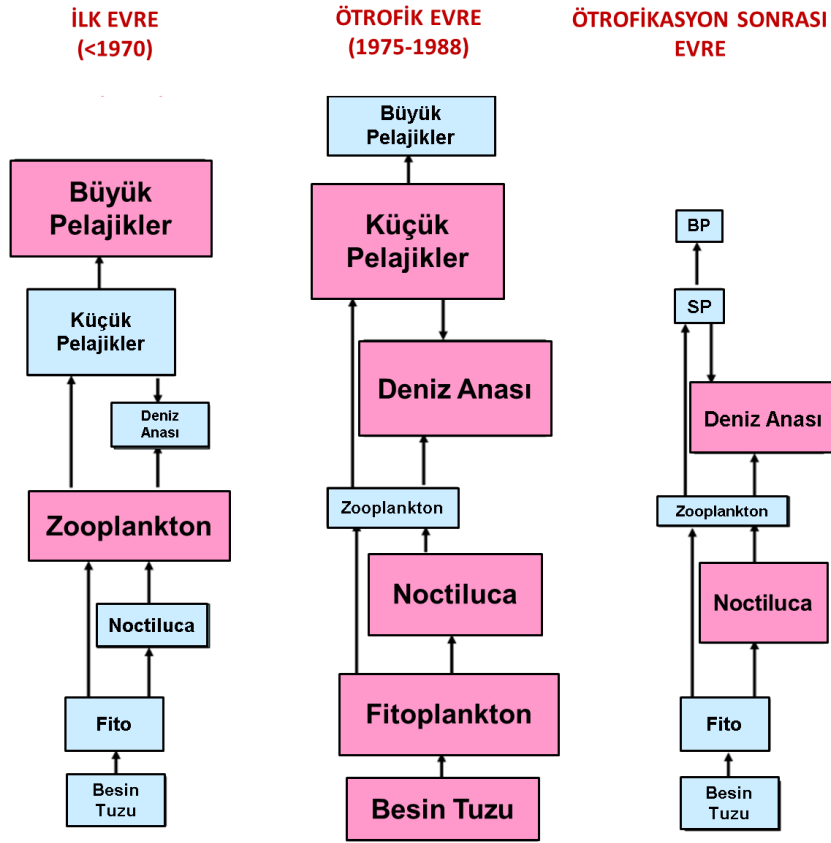 İLK EVRE
(<1970)
Büyük
Pelajikler
Küçük
Pelajikler
Deniz
Anası
Zooplankton
Noctiluca
Fito
Besin
Tuzu
ÖTROFİK EVRE
(1975-1988)
Büyük
Pelajikler
Küçük
Pelajikler
Deniz Anası
Zooplankton
Noctiluca
Fitoplankton
Besin Tuzu
ÖTROFİKASYON SONRASI
EVRE
BP
SP
Deniz Anası
Zooplankton
Noctiluca
Fito
Besin
Tuzu